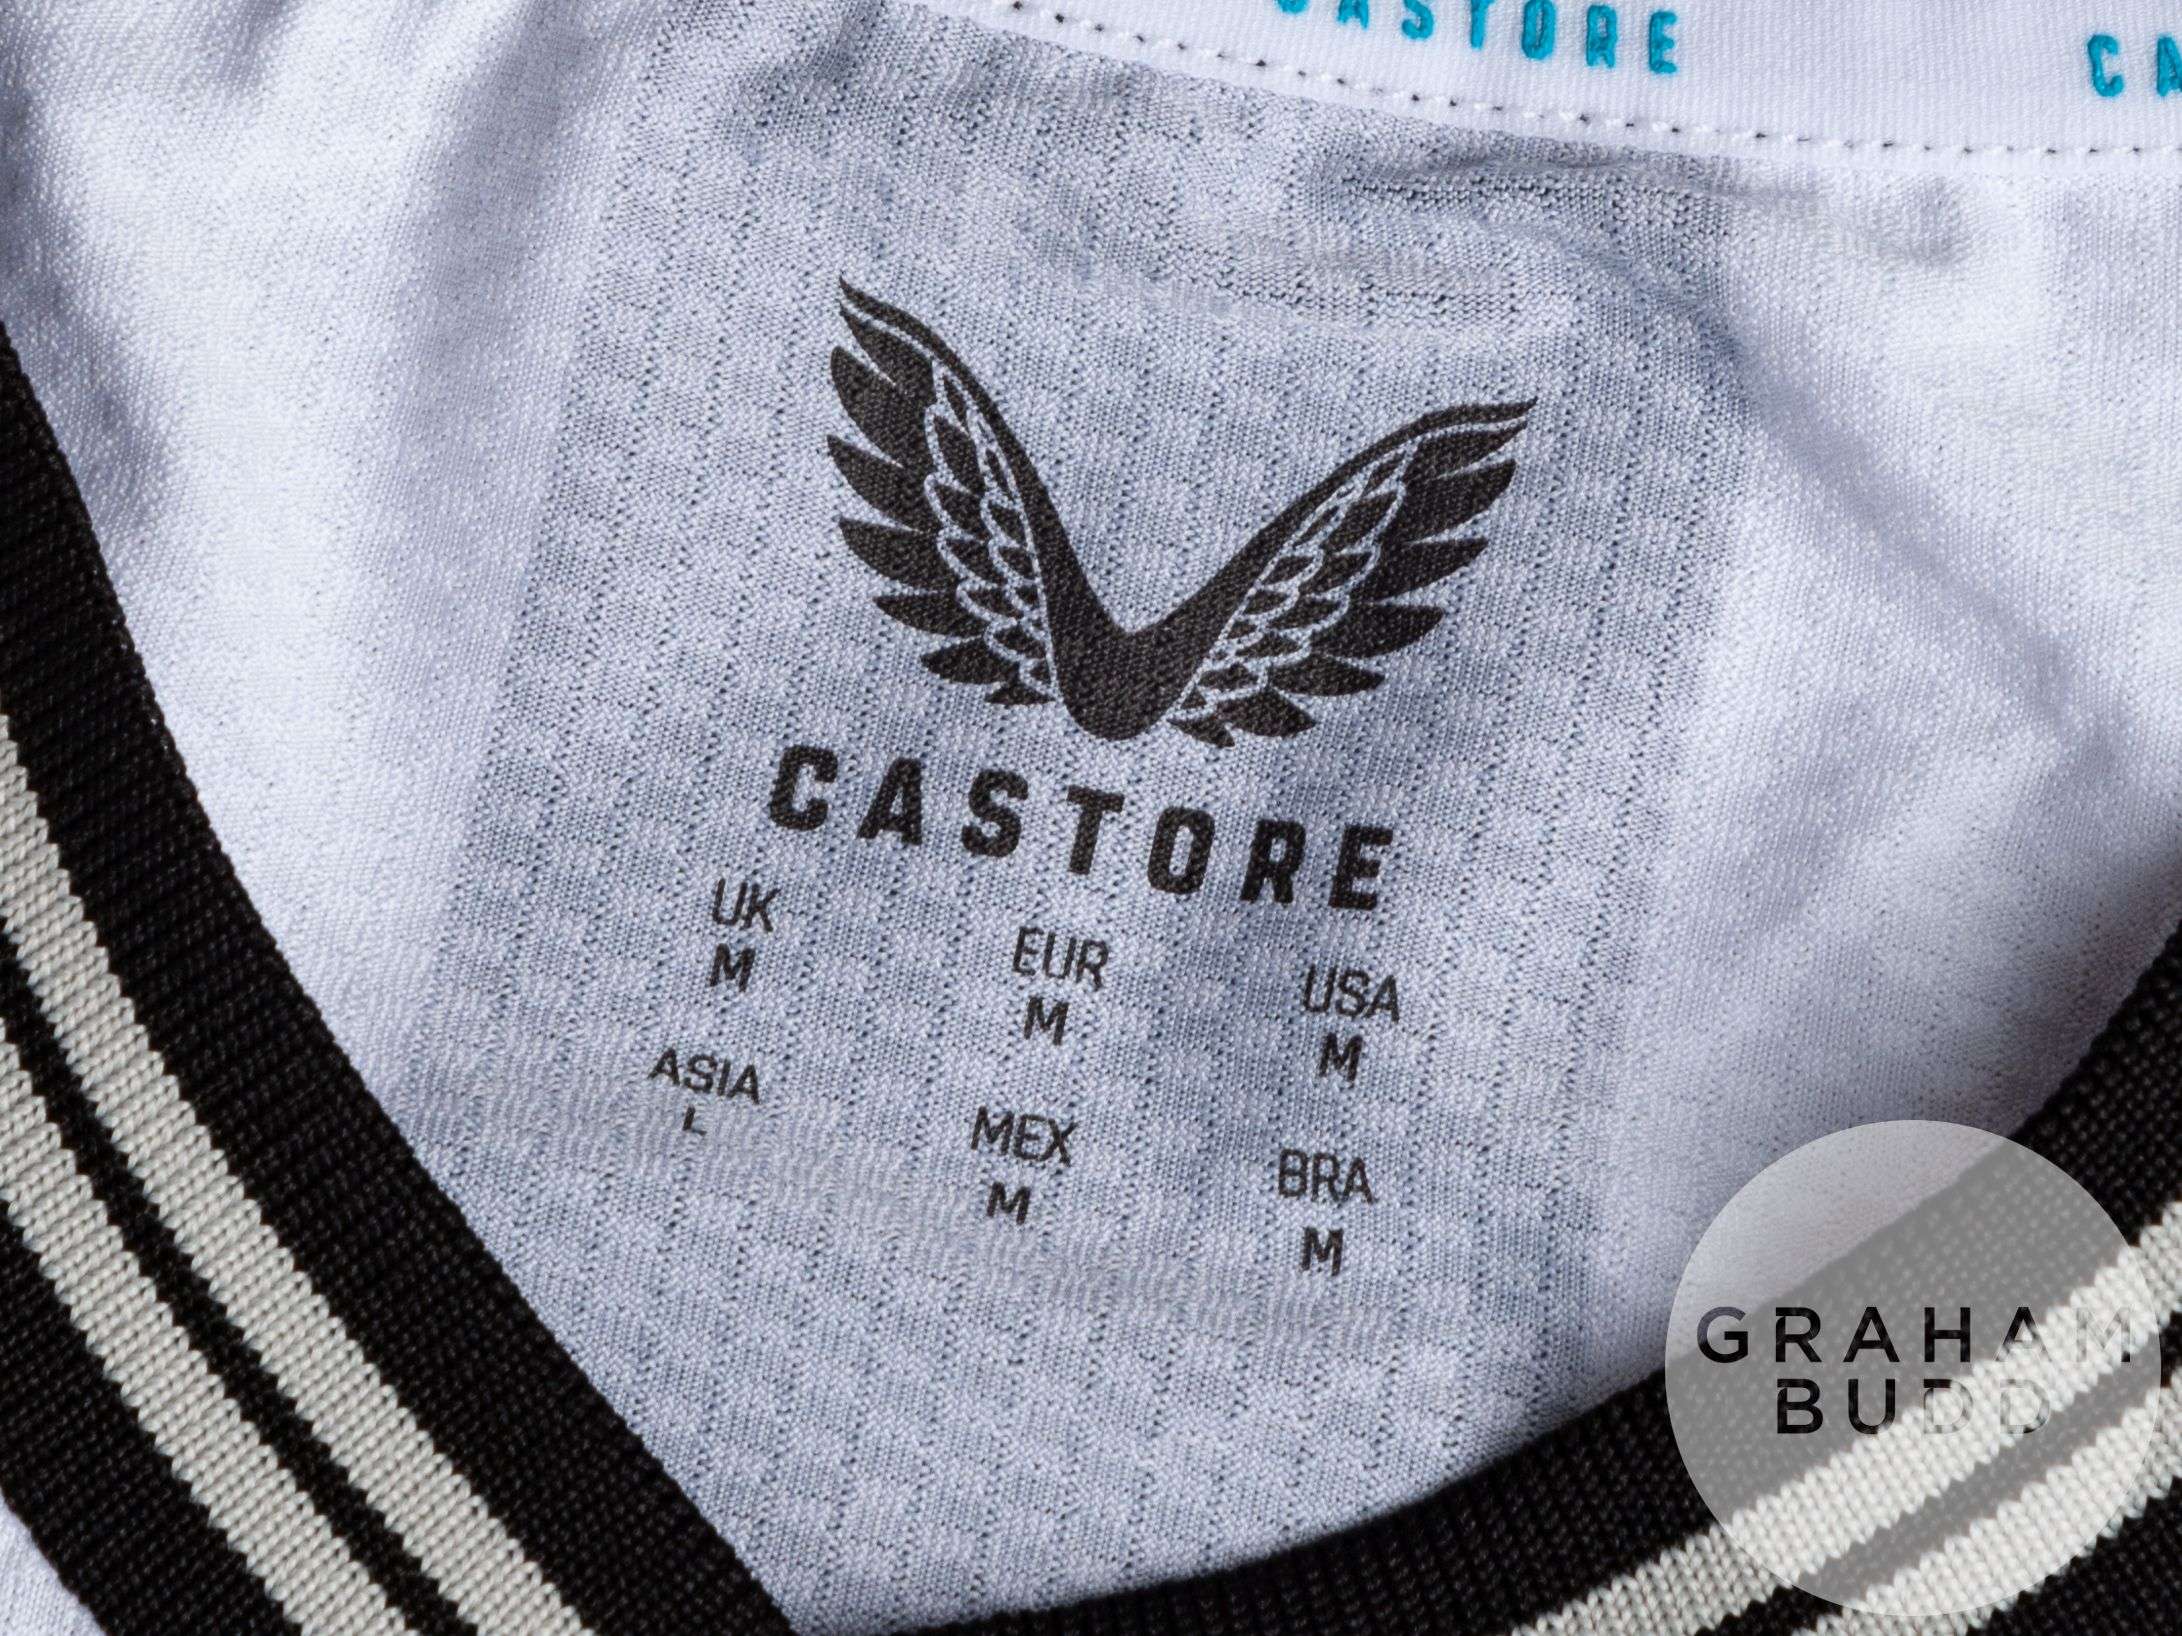 CASTORE
CA
CASTORE
UK
M
EUR
M
USA
M
ASIA
L
MEX
M
BRA
M
GRAHAM
BUDD